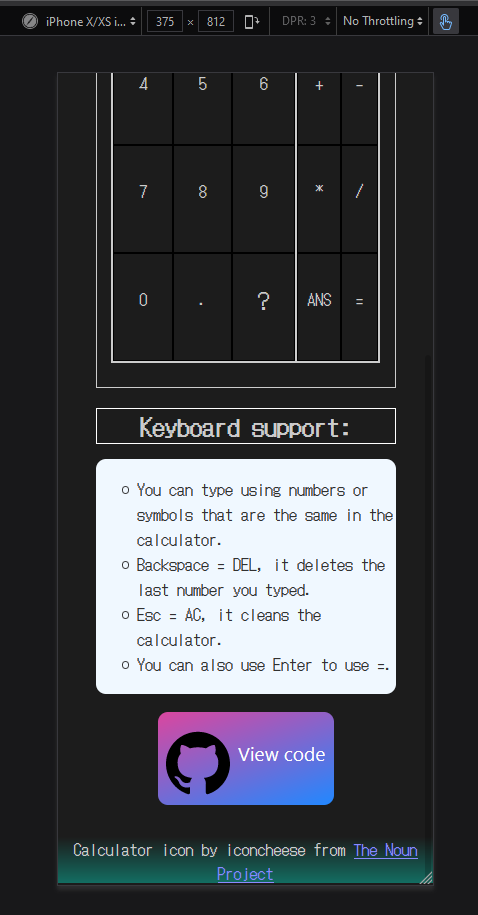 iPhone X/XS i... 375 × 812 DPR: 3 No Throttling
4 5 6 + -
7 8 9 * /
0 . ? ANS =
Keyboard support:
You can type using numbers or
symbols that are the same in the
calculator.
Backspace = DEL, it deletes the
last number you typed.
Esc = AC, it cleans the
calculator.
You can also use Enter to use =.
View code
Calculator icon by iconcheese from The Noun
Project